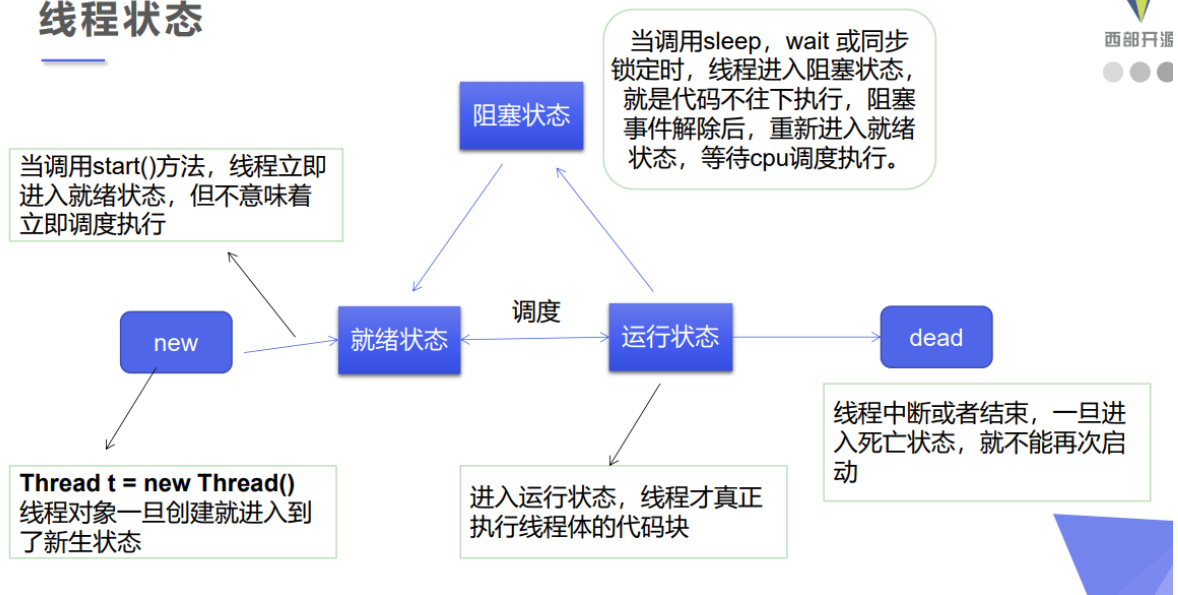 线程状态
西部开源
当调用sleep，wait 或同步
锁定时，线程进入阻塞状态，
就是代码不往下执行，阻塞
事件解除后，重新进入就绪
状态，等待cpu调度执行。
阻塞状态
当调用start()方法，线程立即
进入就绪状态，但不意味着
立即调度执行
new
就绪状态
调度
运行状态
dead
Thread t = new Thread()
线程对象一旦创建就进入到
了新生状态
进入运行状态，线程才真正
执行线程体的代码块
线程中断或者结束，一旦进
入死亡状态，就不能再次启
动